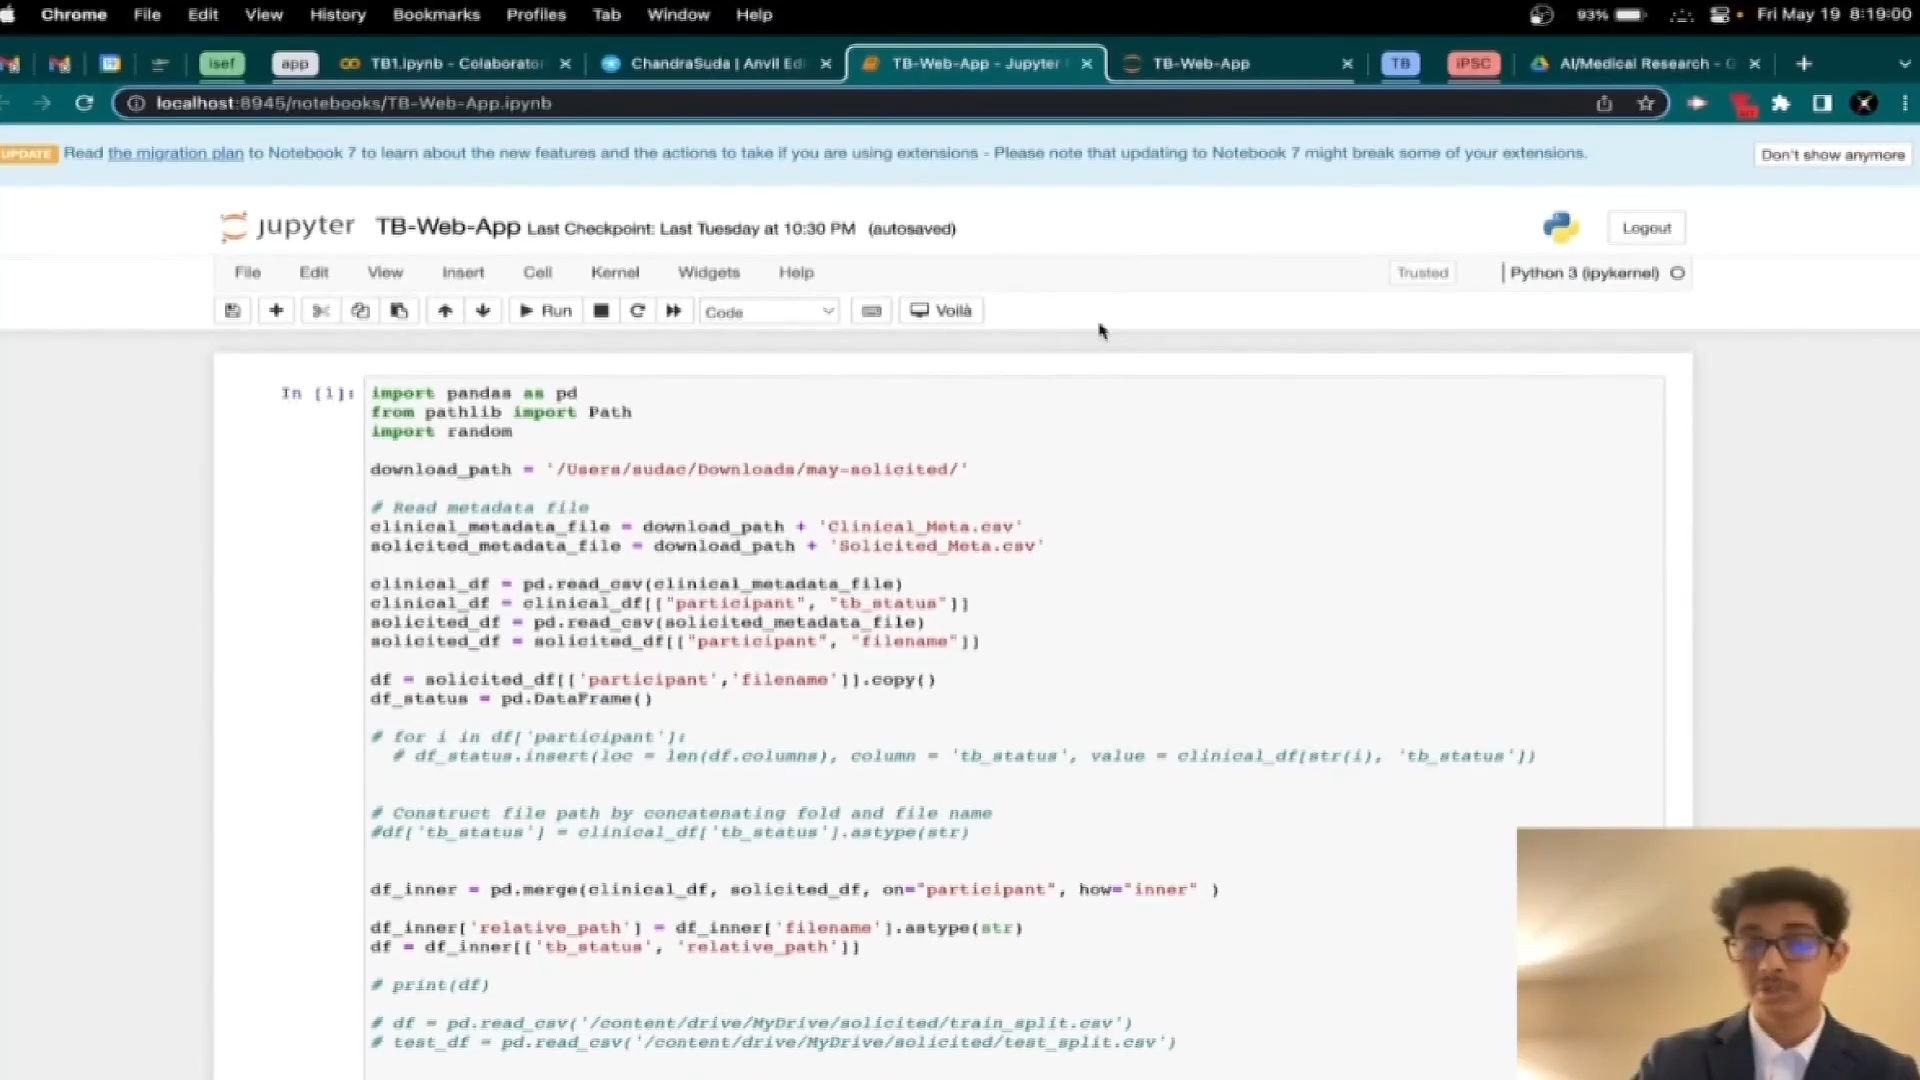 Chrome File Edit View History Bookmarks Profiles Tab Window Help 93% Fri May 19 8:19:00
isef app TB1.ipynb - Colaborator ChandraSuda | Anvil Edi TB-Web-App - Jupyter TB-Web-App TB iPSC AI/Medical Research - G
localhost:8945/notebooks/TB-Web-App.ipynb
UPDATE Read the migration plan to Notebook 7 to learn about the new features and the actions to take if you are using extensions - Please note that updating to Notebook 7 might break some of your extensions. Don't show anymore
jupyter TB-Web-App Last Checkpoint: Last Tuesday at 10:30 PM (autosaved) Logout
File Edit View Insert Cell Kernel Widgets Help Trusted Python 3 (ipykernel)
Run Code Voilà
In [1]: import pandas as pd
from pathlib import Path
import random
download_path = '/Users/sudac/Downloads/may-solicited/'
# Read metadata file
clinical_metadata_file = download_path + 'Clinical_Meta.csv'
solicited_metadata_file = download_path + 'Solicited_Meta.csv'
clinical_df = pd.read_csv(clinical_metadata_file)
clinical_df = clinical_df[["participant", "tb_status"]]
solicited_df = pd.read_csv(solicited_metadata_file)
solicited_df = solicited_df[["participant", "filename"]]
df = solicited_df[['participant','filename']].copy()
df_status = pd.DataFrame()
# for i in df['participant']:
# df_status.insert(loc = len(df.columns), column = 'tb_status', value = clinical_df[str(i), 'tb_status'])
# Construct file path by concatenating fold and file name
#df['tb_status'] = clinical_df['tb_status'].astype(str)
df_inner = pd.merge(clinical_df, solicited_df, on="participant", how="inner" )
df_inner['relative_path'] = df_inner['filename'].astype(str)
df = df_inner[['tb_status', 'relative_path']]
# print(df)
# df = pd.read_csv('/content/drive/MyDrive/solicited/train_split.csv')
# test_df = pd.read_csv('/content/drive/MyDrive/solicited/test_split.csv')